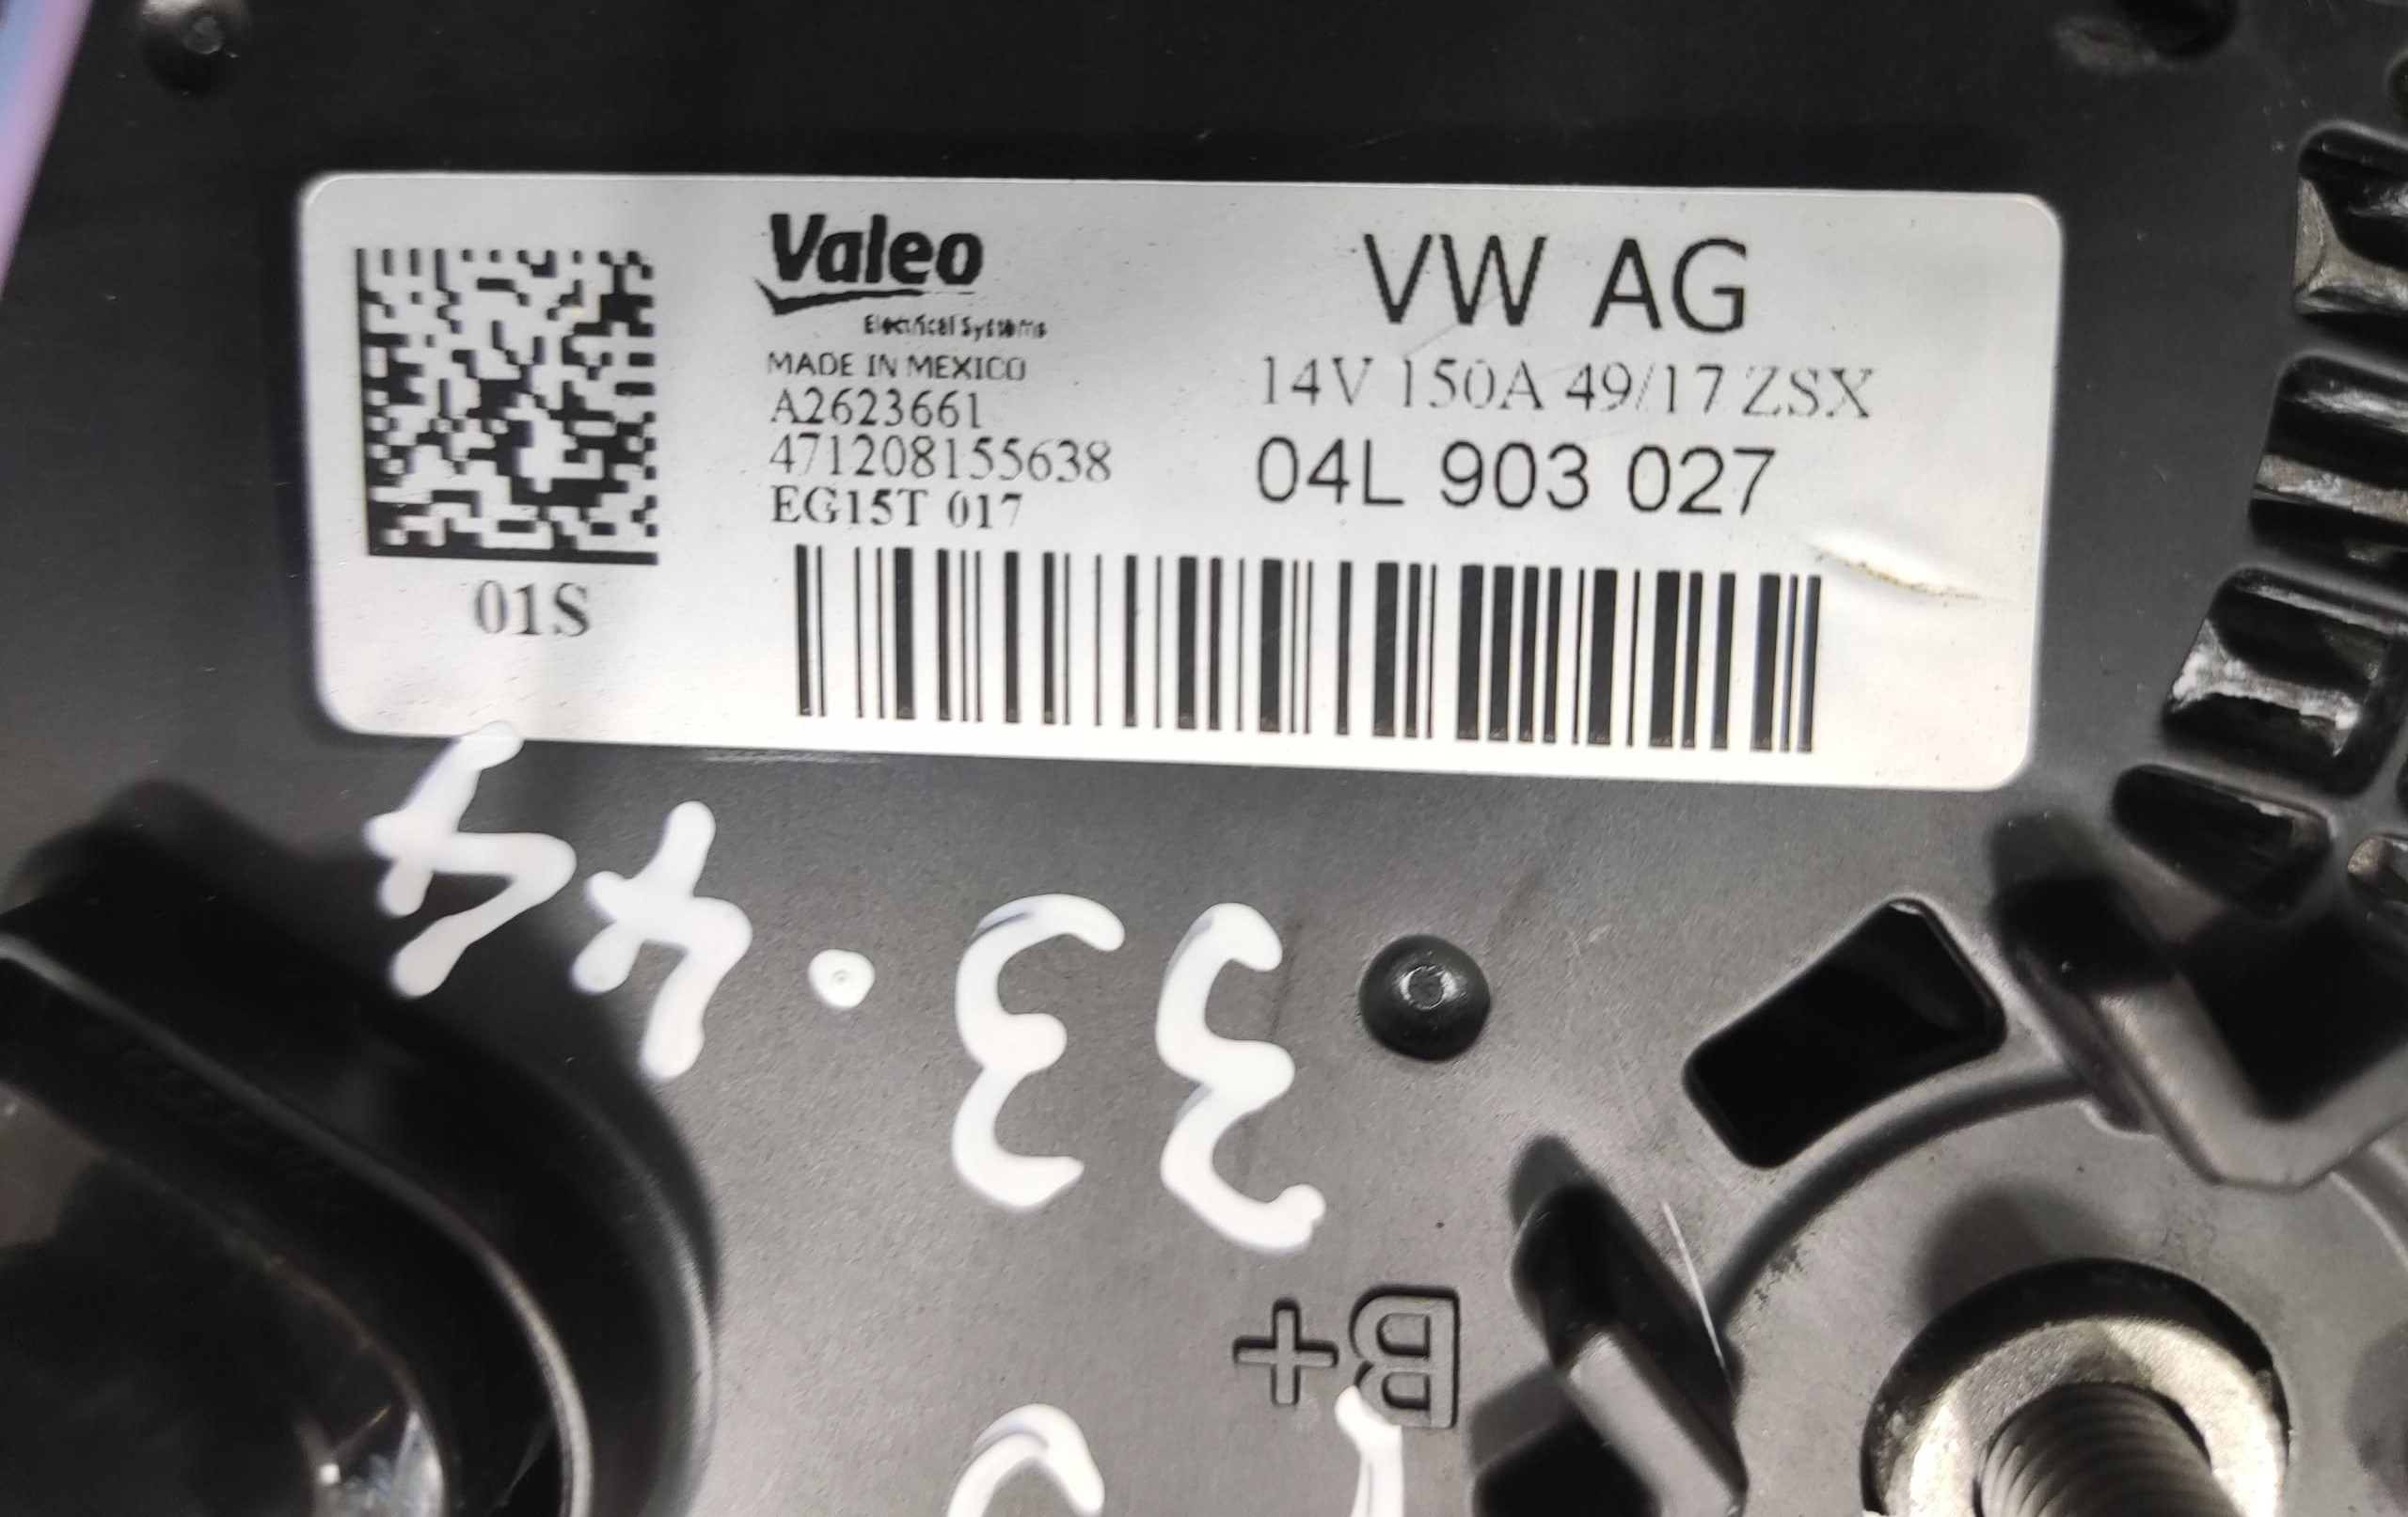 Valeo
Electrical Systems
MADE IN MEXICO
A2623661
471208155638
EG15T 017
01S
VW AG
14V 150A 49/17 ZSX
04L 903 027
33.44
B+